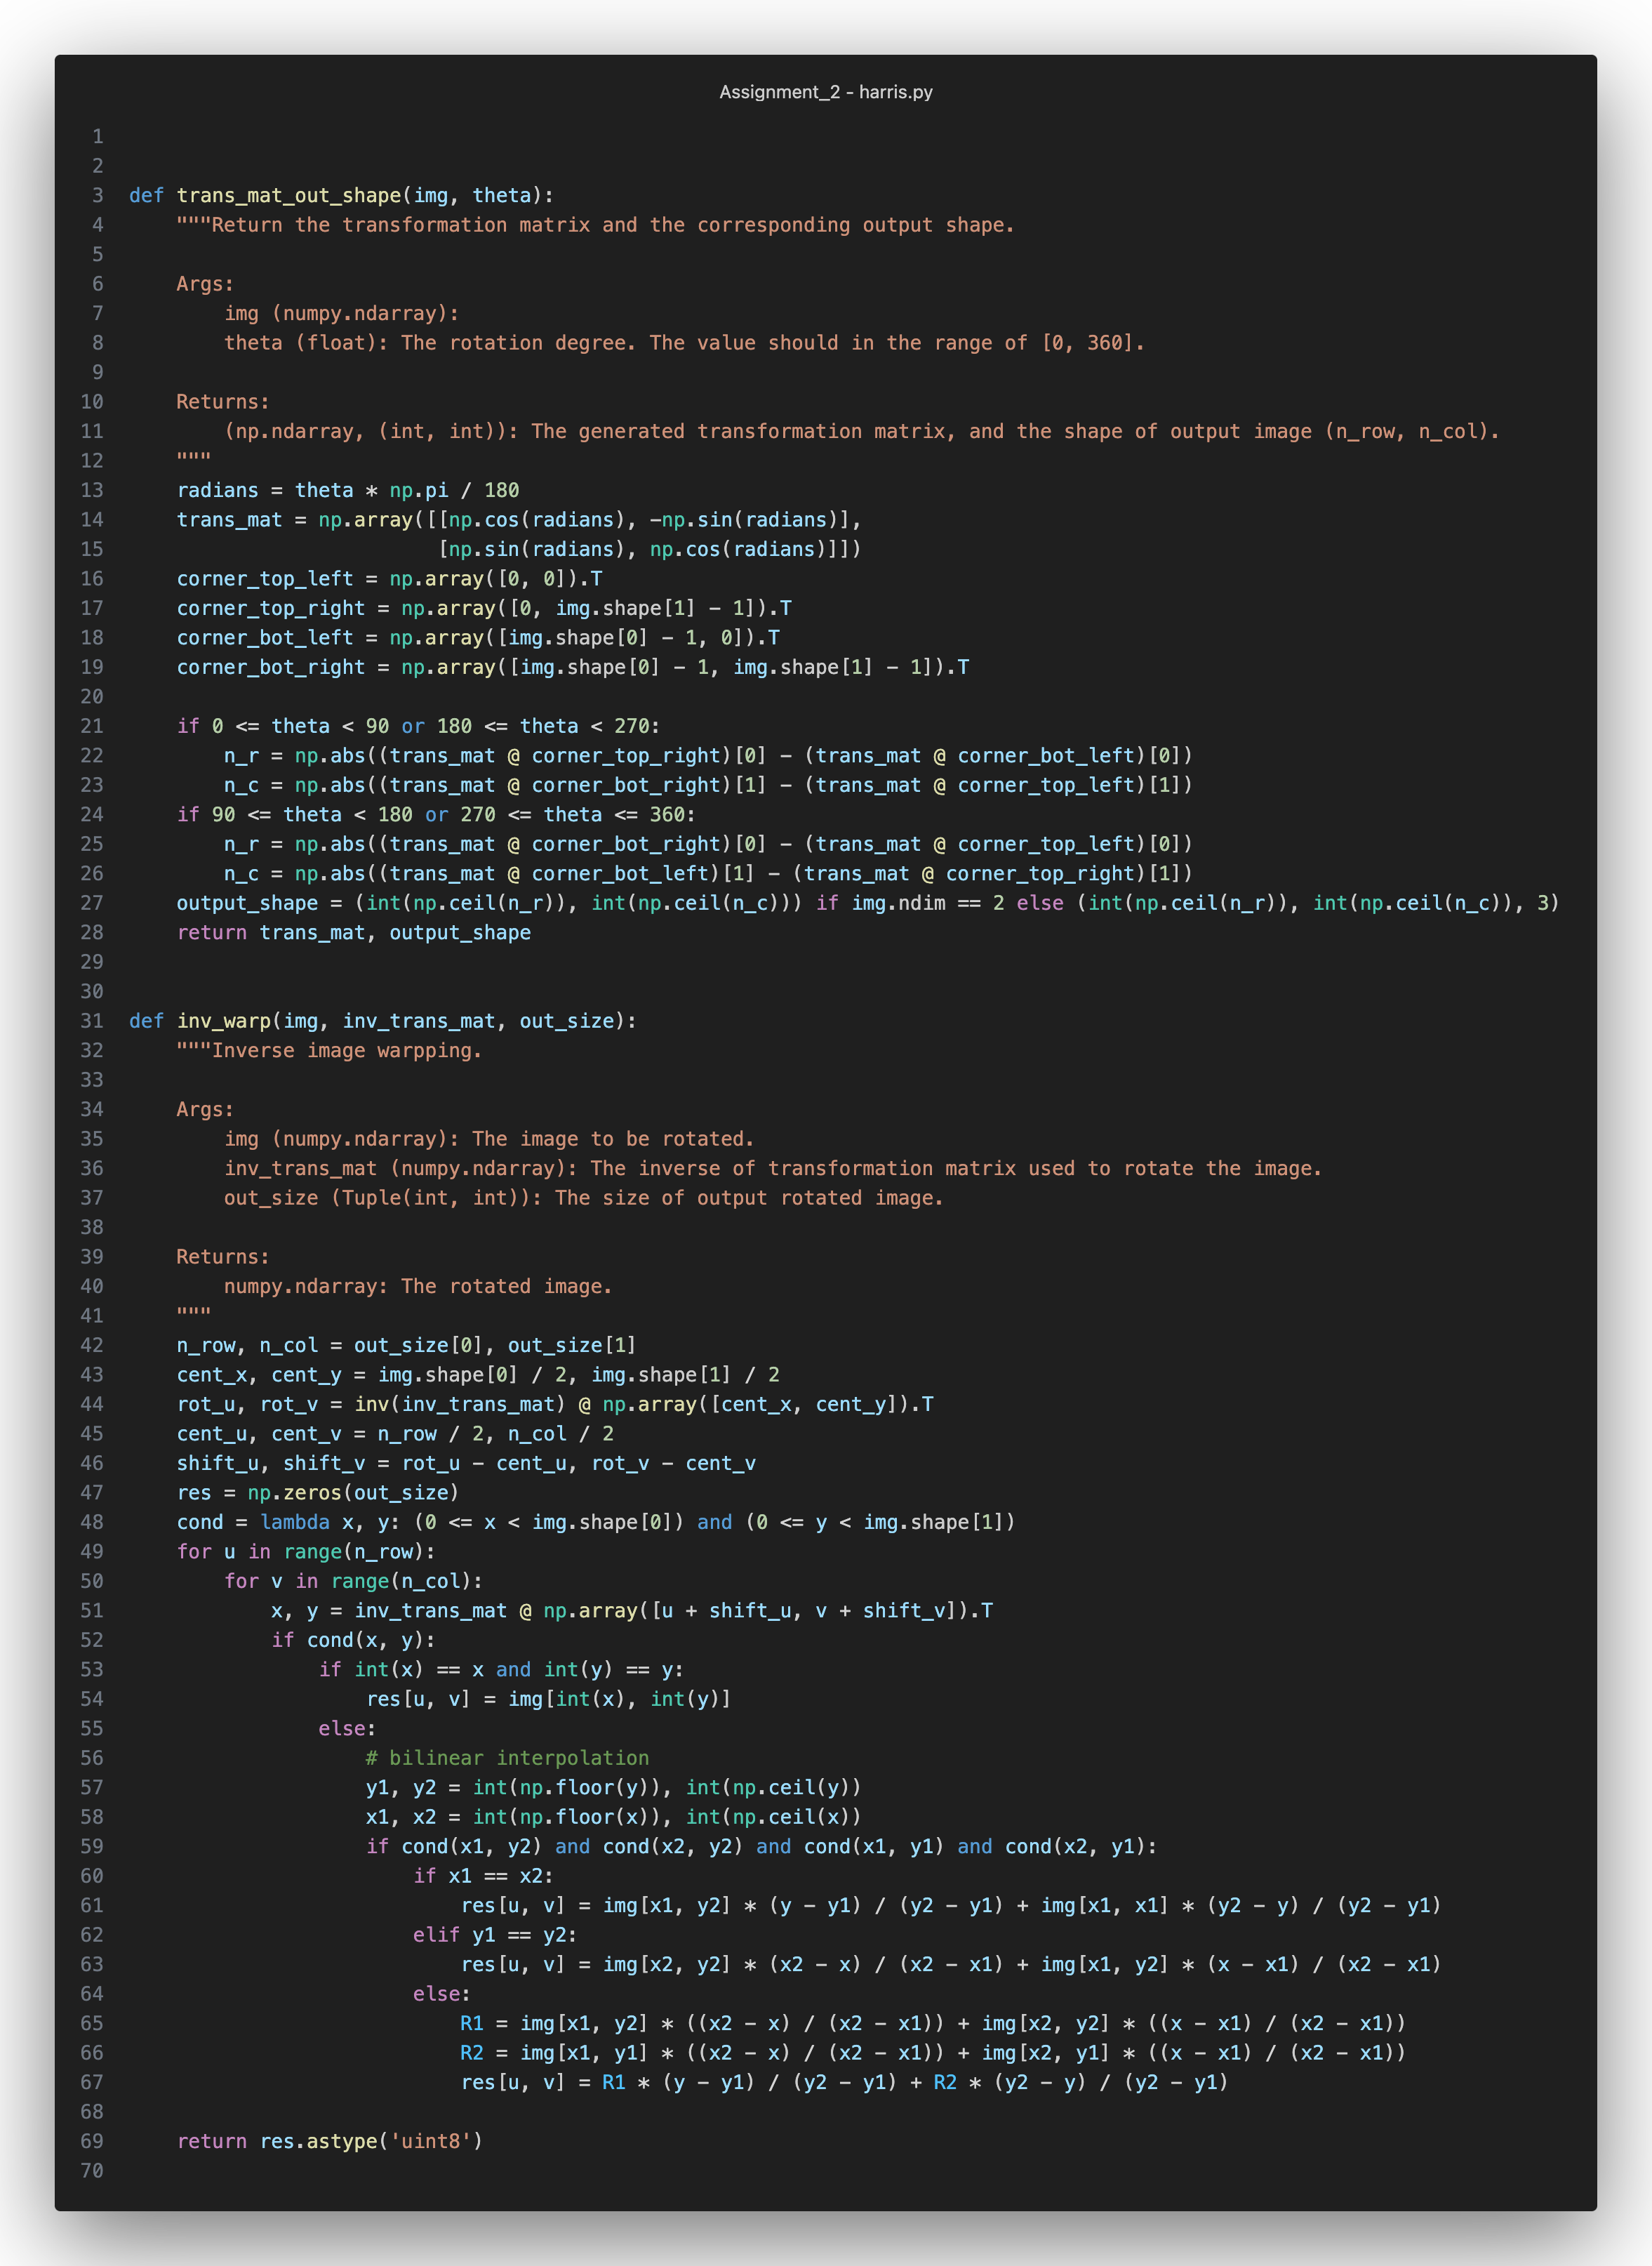 Assignment_2 - harris.py
1
2
3 def trans_mat_out_shape(img, theta):
4     """Return the transformation matrix and the corresponding output shape.
5
6     Args:
7         img (numpy.ndarray):
8         theta (float): The rotation degree. The value should in the range of [0, 360].
9
10     Returns:
11         (np.ndarray, (int, int)): The generated transformation matrix, and the shape of output image (n_row, n_col).
12     """
13     radians = theta * np.pi / 180
14     trans_mat = np.array([[np.cos(radians), -np.sin(radians)],
15                           [np.sin(radians), np.cos(radians)]])
16     corner_top_left = np.array([0, 0]).T
17     corner_top_right = np.array([0, img.shape[1] - 1]).T
18     corner_bot_left = np.array([img.shape[0] - 1, 0]).T
19     corner_bot_right = np.array([img.shape[0] - 1, img.shape[1] - 1]).T
20
21     if 0 <= theta < 90 or 180 <= theta < 270:
22         n_r = np.abs((trans_mat @ corner_top_right)[0] - (trans_mat @ corner_bot_left)[0])
23         n_c = np.abs((trans_mat @ corner_bot_right)[1] - (trans_mat @ corner_top_left)[1])
24     if 90 <= theta < 180 or 270 <= theta <= 360:
25         n_r = np.abs((trans_mat @ corner_bot_right)[0] - (trans_mat @ corner_top_left)[0])
26         n_c = np.abs((trans_mat @ corner_bot_left)[1] - (trans_mat @ corner_top_right)[1])
27     output_shape = (int(np.ceil(n_r)), int(np.ceil(n_c))) if img.ndim == 2 else (int(np.ceil(n_r)), int(np.ceil(n_c)), 3)
28     return trans_mat, output_shape
29
30
31 def inv_warp(img, inv_trans_mat, out_size):
32     """Inverse image warpping.
33
34     Args:
35         img (numpy.ndarray): The image to be rotated.
36         inv_trans_mat (numpy.ndarray): The inverse of transformation matrix used to rotate the image.
37         out_size (Tuple(int, int)): The size of output rotated image.
38
39     Returns:
40         numpy.ndarray: The rotated image.
41     """
42     n_row, n_col = out_size[0], out_size[1]
43     cent_x, cent_y = img.shape[0] / 2, img.shape[1] / 2
44     rot_u, rot_v = inv(inv_trans_mat) @ np.array([cent_x, cent_y]).T
45     cent_u, cent_v = n_row / 2, n_col / 2
46     shift_u, shift_v = rot_u - cent_u, rot_v - cent_v
47     res = np.zeros(out_size)
48     cond = lambda x, y: (0 <= x < img.shape[0]) and (0 <= y < img.shape[1])
49     for u in range(n_row):
50         for v in range(n_col):
51             x, y = inv_trans_mat @ np.array([u + shift_u, v + shift_v]).T
52             if cond(x, y):
53                 if int(x) == x and int(y) == y:
54                     res[u, v] = img[int(x), int(y)]
55                 else:
56                     # bilinear interpolation
57                     y1, y2 = int(np.floor(y)), int(np.ceil(y))
58                     x1, x2 = int(np.floor(x)), int(np.ceil(x))
59                     if cond(x1, y2) and cond(x2, y2) and cond(x1, y1) and cond(x2, y1):
60                         if x1 == x2:
61                             res[u, v] = img[x1, y2] * (y - y1) / (y2 - y1) + img[x1, x1] * (y2 - y) / (y2 - y1)
62                         elif y1 == y2:
63                             res[u, v] = img[x2, y2] * (x2 - x) / (x2 - x1) + img[x1, y2] * (x - x1) / (x2 - x1)
64                         else:
65                             R1 = img[x1, y2] * ((x2 - x) / (x2 - x1)) + img[x2, y2] * ((x - x1) / (x2 - x1))
66                             R2 = img[x1, y1] * ((x2 - x) / (x2 - x1)) + img[x2, y1] * ((x - x1) / (x2 - x1))
67                             res[u, v] = R1 * (y - y1) / (y2 - y1) + R2 * (y2 - y) / (y2 - y1)
68
69     return res.astype('uint8')
70